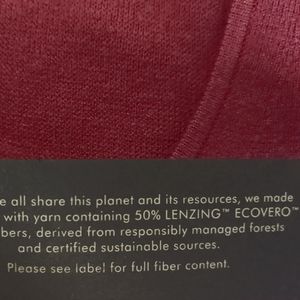 e all share this planet and its resources, we made
with yarn containing 50% LENZING™ ECOVERO™
bers, derived from responsibly managed forests
and certified sustainable sources.
Please see label for full fiber content.